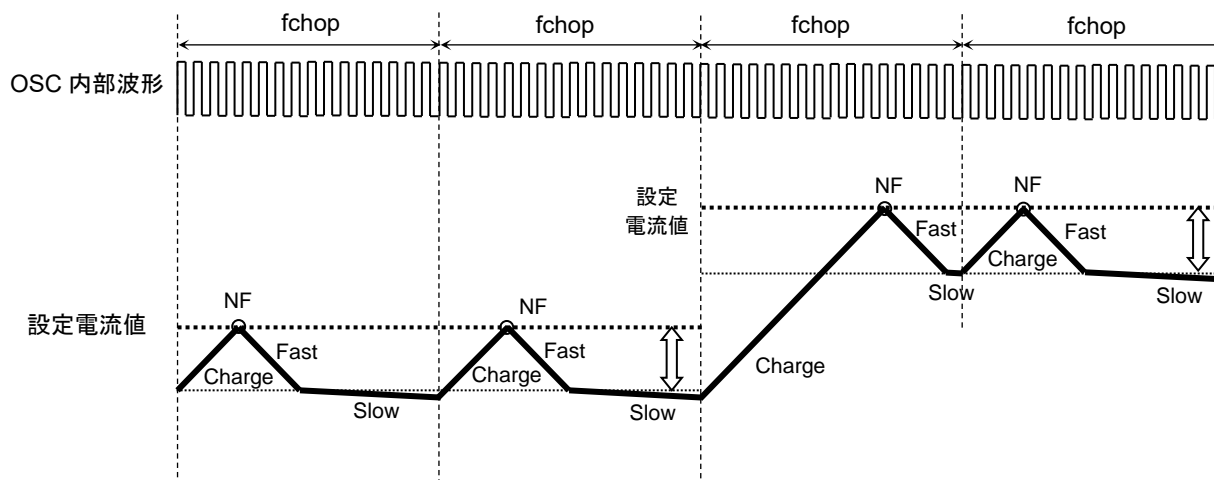 fchop fchop fchop fchop
OSC 内部波形
設定
電流値
NF
NF
Fast
Fast
Charge
Slow
Slow
設定電流値
NF
NF
Fast
Fast
Charge
Charge
Charge
Slow
Slow